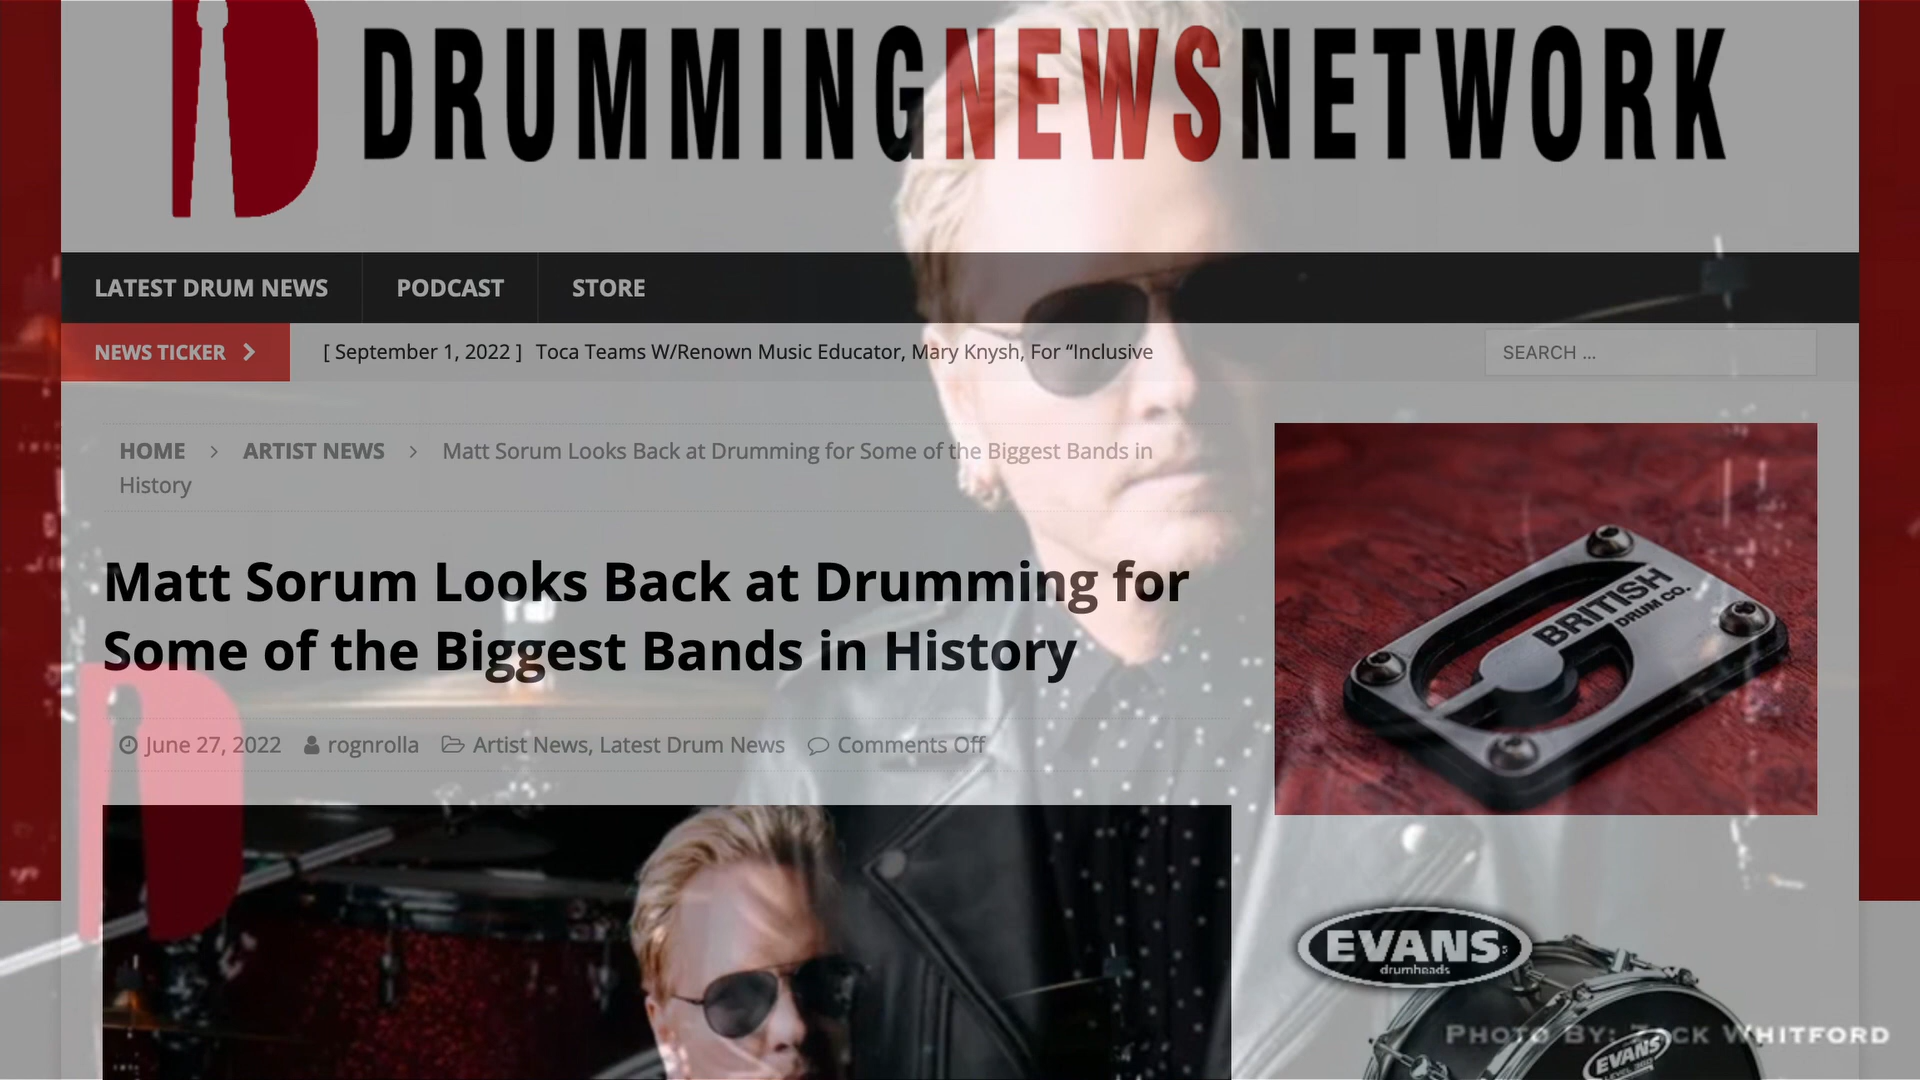 DRUMMINGNEWSNETWORK
LATEST DRUM NEWS
PODCAST
STORE
NEWS TICKER
[ September 1, 2022 ] Toca Teams W/Renown Music Educator, Mary Knysh, For “Inclusive
SEARCH ...
HOME > ARTIST NEWS > Matt Sorum Looks Back at Drumming for Some of the Biggest Bands in
History
Matt Sorum Looks Back at Drumming for
Some of the Biggest Bands in History
June 27, 2022 rognrolla Artist News, Latest Drum News Comments Off
BRITISH
DRUM CO.
EVANS
drumheads
PHOTO BY: ZACK WHITFORD
EVANS